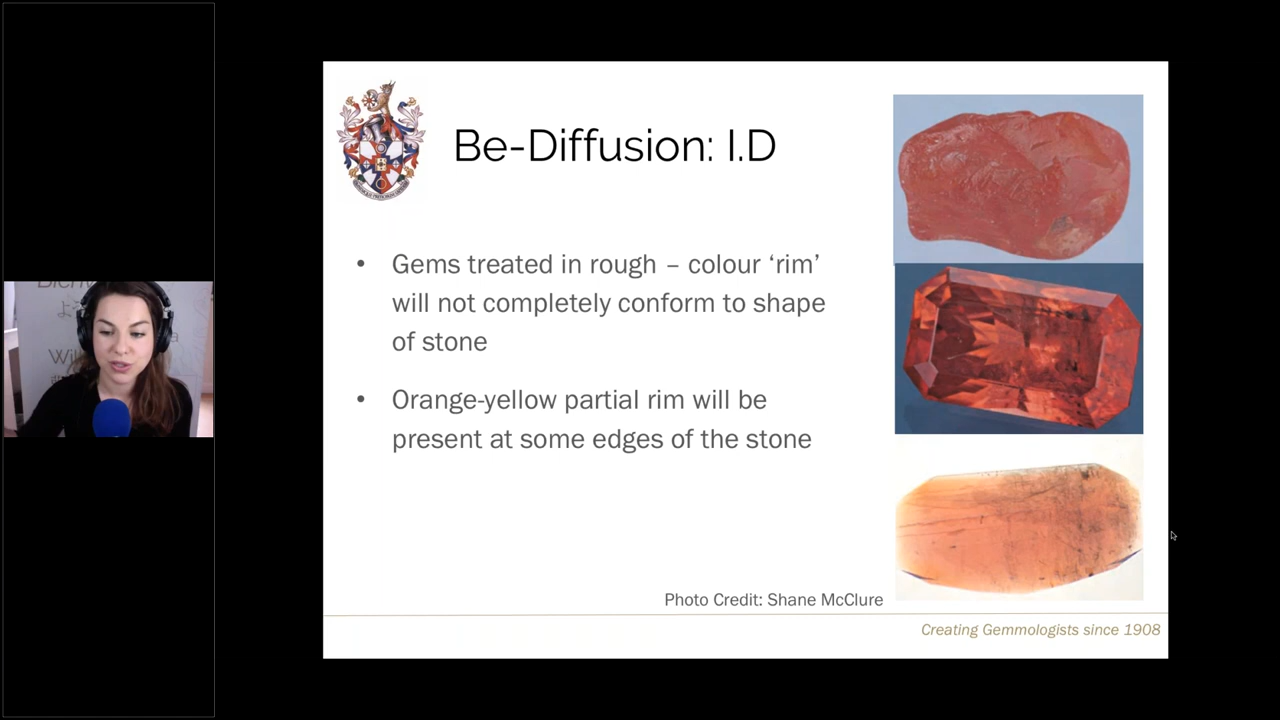 Be-Diffusion: I.D
• Gems treated in rough – colour ‘rim’
will not completely conform to shape
of stone
• Orange-yellow partial rim will be
present at some edges of the stone
Photo Credit: Shane McClure
Creating Gemmologists since 1908